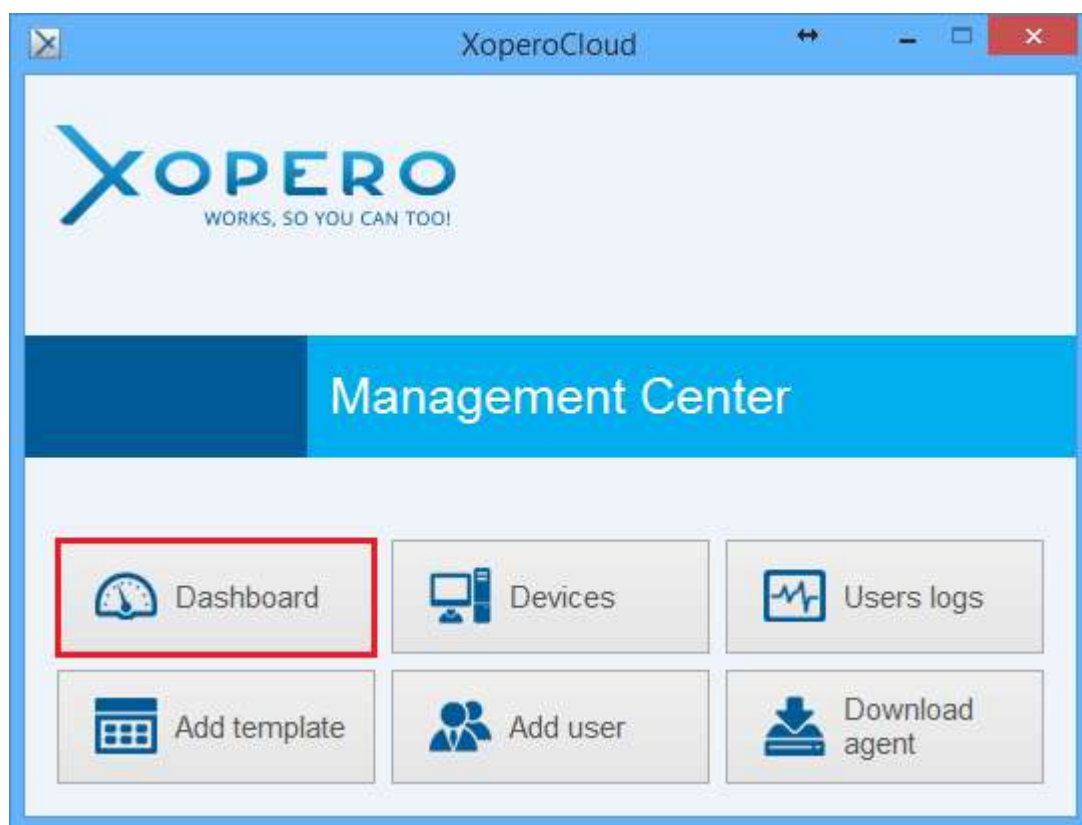 XoperoCloud
XOPERO
WORKS, SO YOU CAN TOO!
Management Center
Dashboard
Devices
Users logs
Add template
Add user
Download
agent